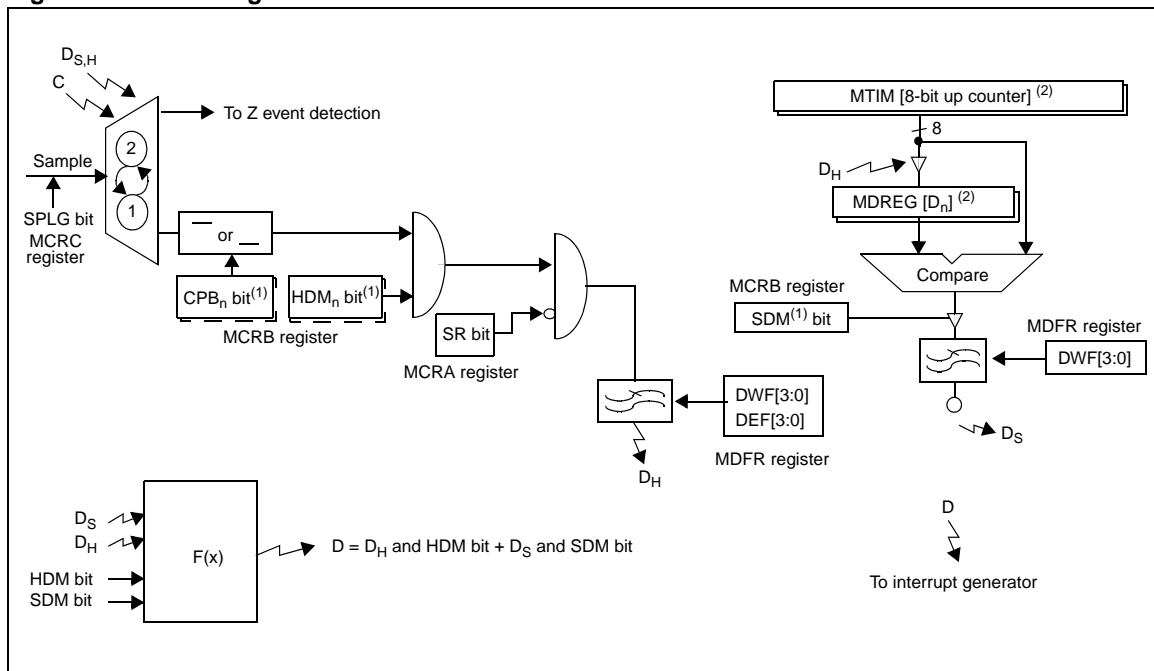 D_S,H
C
To Z event detection
Sample
2
1
SPLG bit
MCRC
register
or
CPB_n bit(1)
HDM_n bit(1)
MCRB register
SR bit
MCRA register
DWF[3:0]
DEF[3:0]
MDFR register
D_H
MTIM [8-bit up counter] (2)
8
D_H
MDREG [D_n] (2)
Compare
MCRB register
SDM(1) bit
MDFR register
DWF[3:0]
D_S
D_S
D_H
HDM bit
SDM bit
F(x)
D = D_H and HDM bit + D_S and SDM bit
D
To interrupt generator